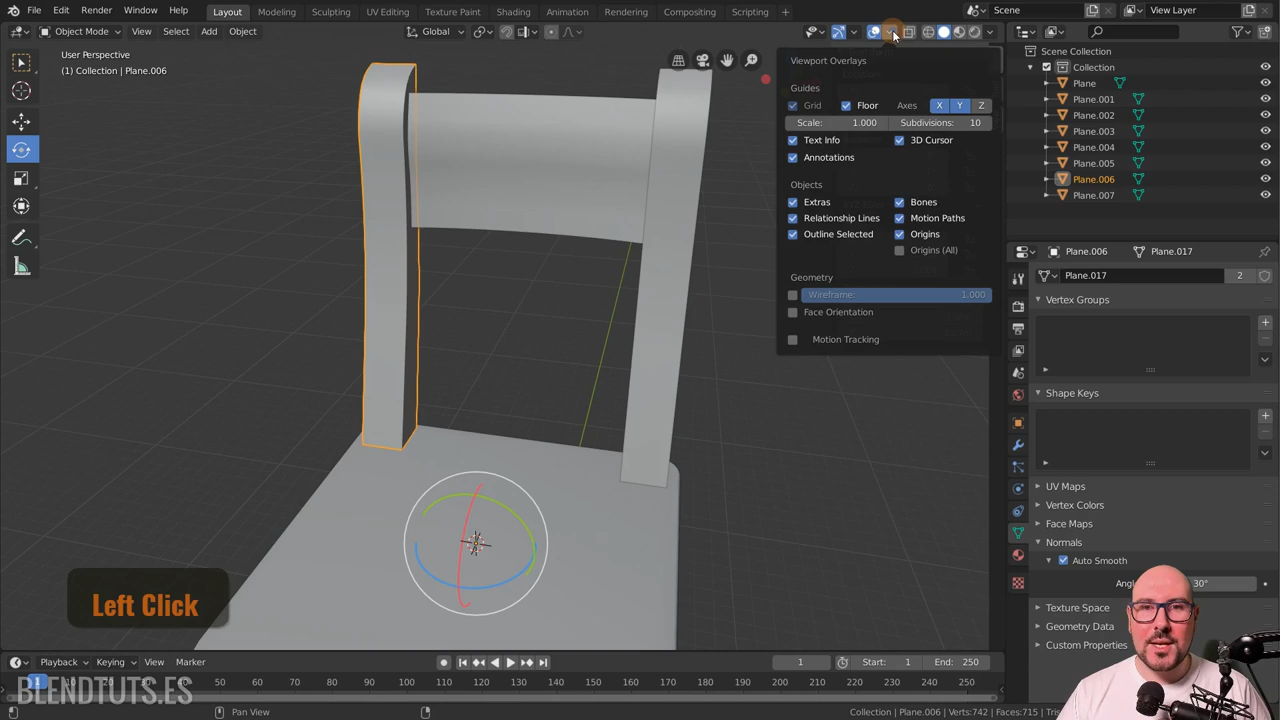 File Edit Render Window Help Layout Modeling Sculpting UV Editing Texture Paint Shading Animation Rendering Compositing Scripting + Scene View Layer
Object Mode View Select Add Object Global
User Perspective
(1) Collection | Plane.006
Viewport Overlays
Guides
Grid Floor Axes X Y Z
Scale: 1.000 Subdivisions: 10
Text Info 3D Cursor
Annotations
Objects
Extras Bones
Relationship Lines Motion Paths
Outline Selected Origins
Origins (All)
Geometry
Wireframe: 1.000
Face Orientation
Motion Tracking
Scene Collection
Collection
Plane
Plane.001
Plane.002
Plane.003
Plane.004
Plane.005
Plane.006
Plane.007
Plane.006 Plane.017
Plane.017 2
Vertex Groups
Shape Keys
UV Maps
Vertex Colors
Face Maps
Normals
Auto Smooth
30°
Texture Space
Geometry Data
Custom Properties
Left Click
Playback Keying View Marker 1 Start: 1 End: 250
1 90 100 110 120 130 140 150 160 170 180 190 200 210 220 230 240 250
BLENDTUTS.ES
Pan View Collection | Plane.006 | Verts:742 | Faces:715 |